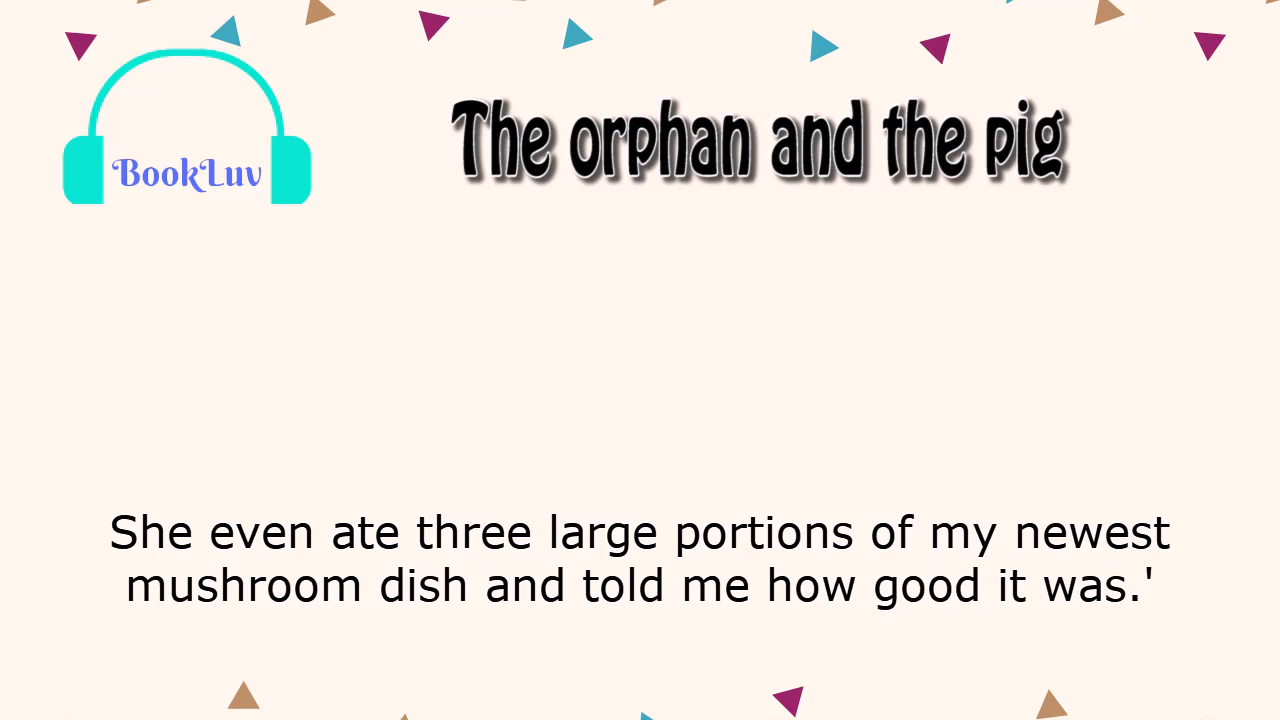 BookLuv
The orphan and the pig
She even ate three large portions of my newest
mushroom dish and told me how good it was.'